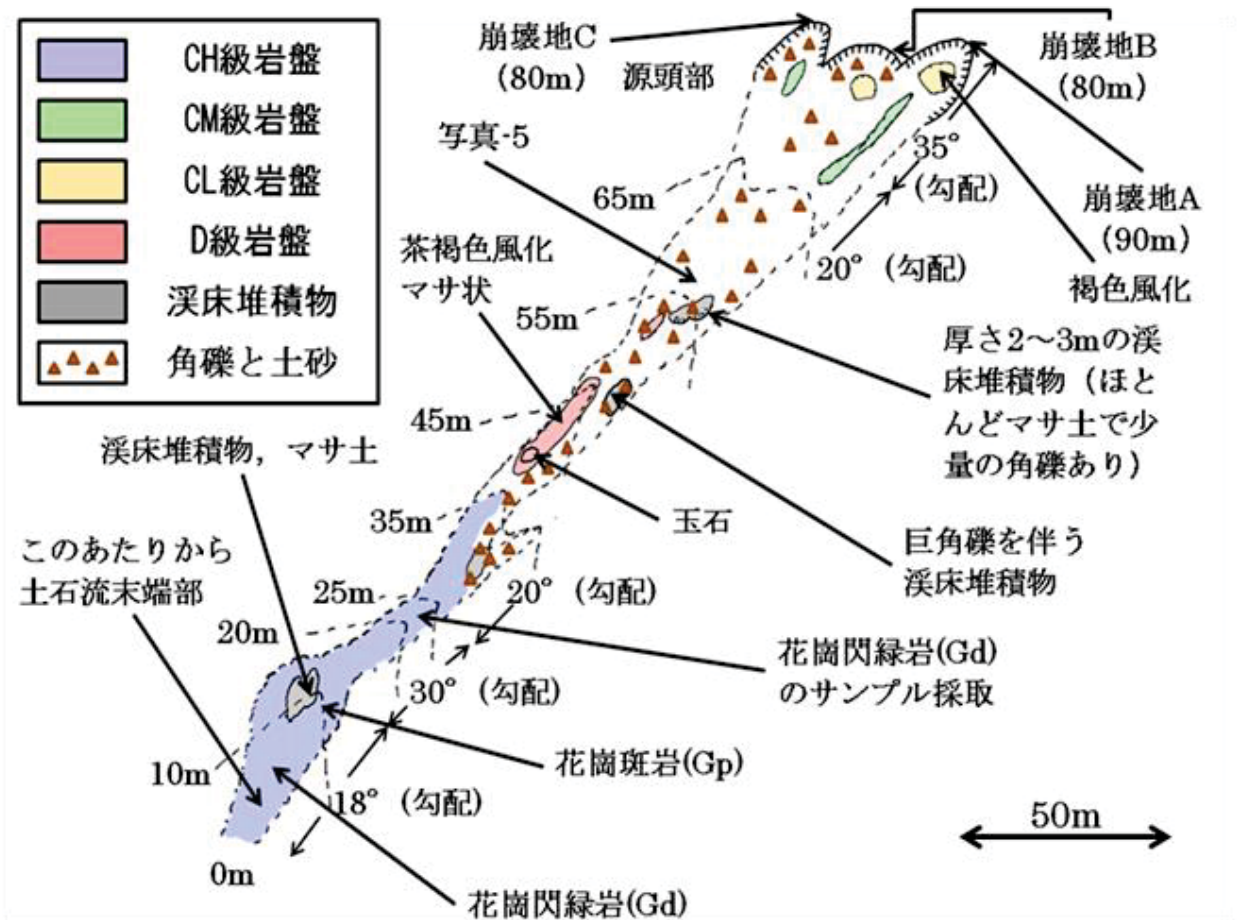 CH級岩盤
CM級岩盤
CL級岩盤
D級岩盤
渓床堆積物
角礫と土砂
崩壊地C
(80m)
源頭部
崩壊地B
(80m)
写真-5
35°
(勾配)
崩壊地A
(90m)
65m
20°(勾配)
褐色風化
茶褐色風化
マサ状
55m
厚さ2～3mの渓
床堆積物(ほと
んどマサ土で少
量の角礫あり)
45m
渓床堆積物，マサ土
玉石
35m
巨角礫を伴う
渓床堆積物
このあたりから
土石流末端部
25m
20°(勾配)
20m
花崗閃緑岩(Gd)
のサンプル採取
30°(勾配)
10m
花崗斑岩(Gp)
18°(勾配)
50m
0m
花崗閃緑岩(Gd)